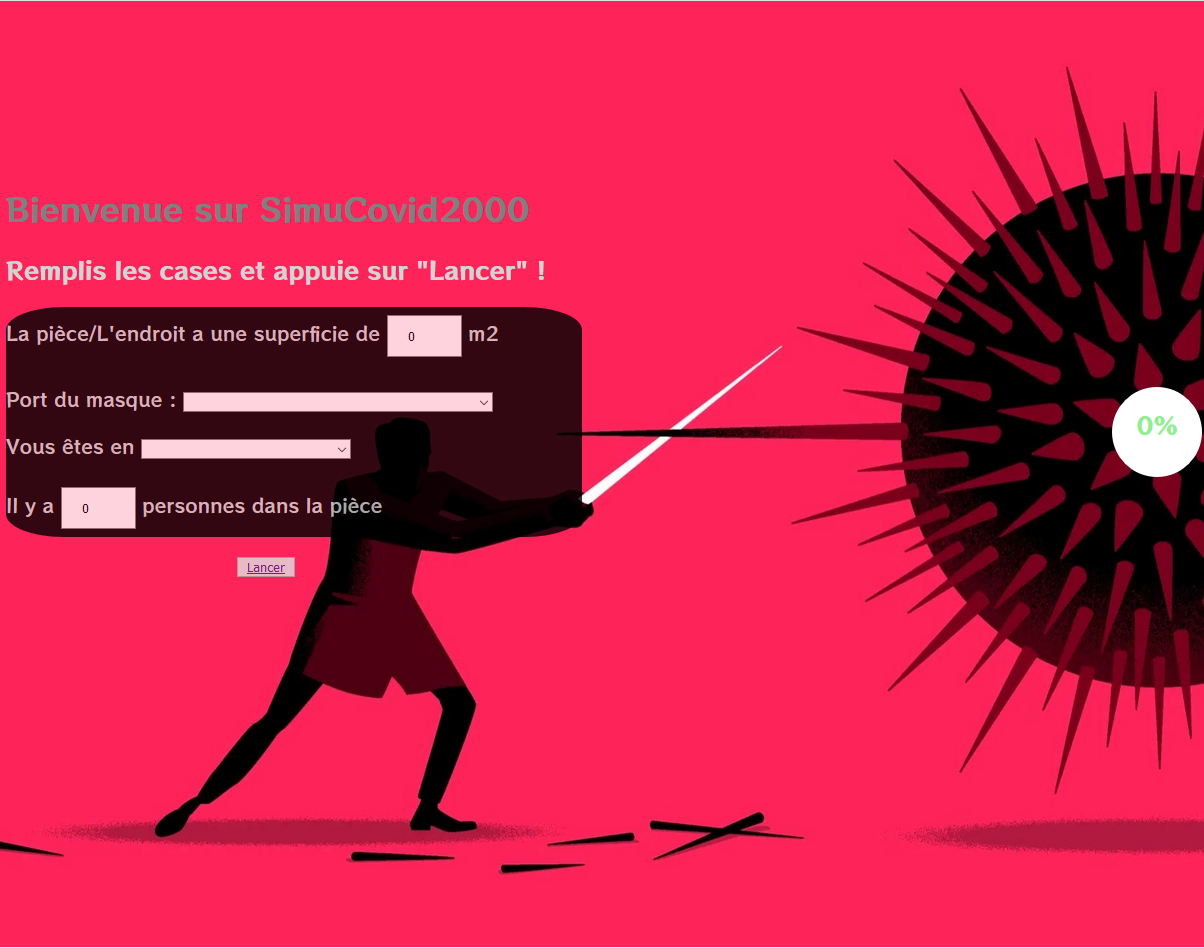 Bienvenue sur SimuCovid2000
Remplis les cases et appuie sur "Lancer" !
La pièce/L'endroit a une superficie de 0 m2
Port du masque :
0%
Vous êtes en
Il y a 0 personnes dans la pièce
Lancer